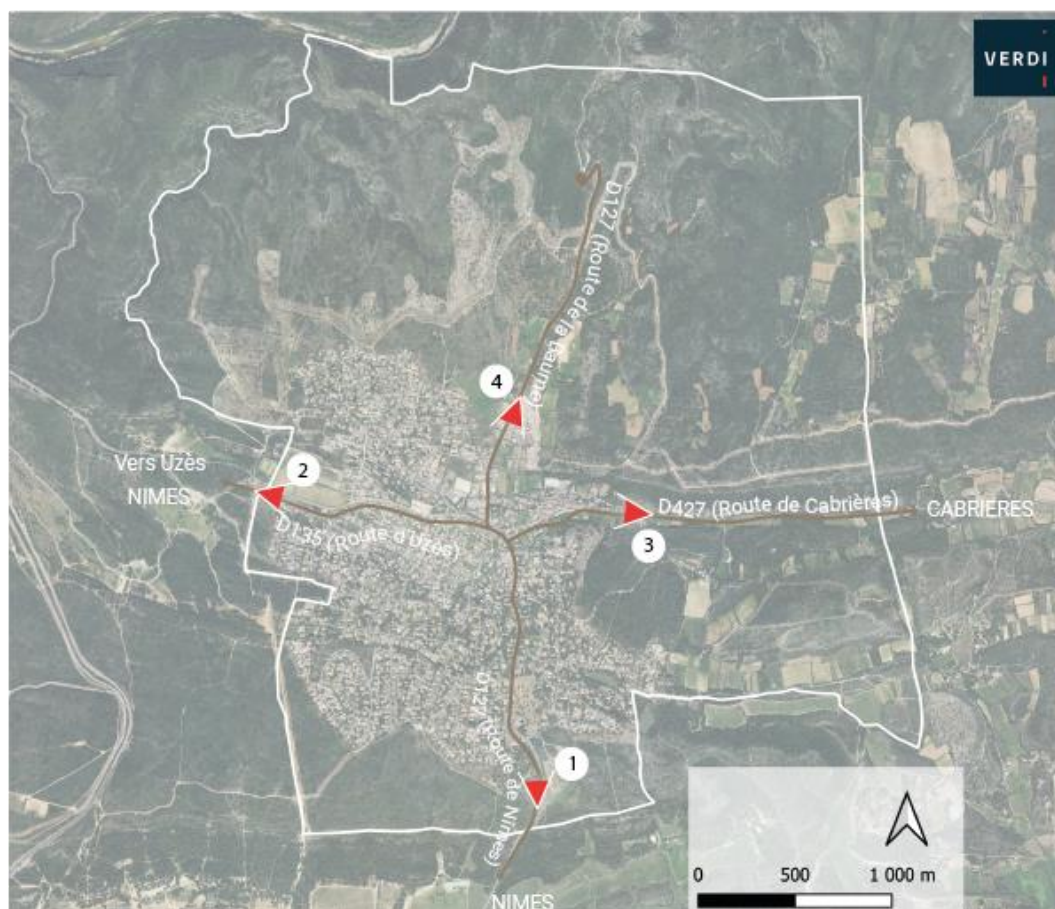 VERDI
D127 (Route de la Baume)
4
Vers Uzès
NIMES
2
D135 (Route d'Uzès)
D427 (Route de Cabrières)
CABRIERES
3
D127 (Route de Nimes)
1
NIMES
0 500 1 000 m